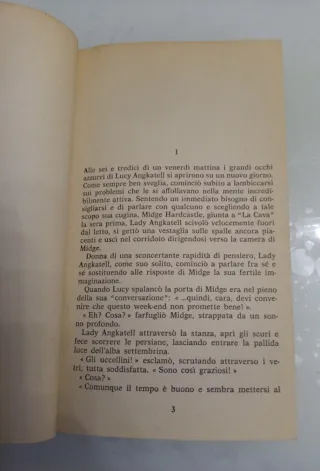 1
Alle sei e tredici di un venerdì mattina i grandi occhi
azzurri di Lucy Angkatell si aprirono su un nuovo giorno.
Come sempre ben sveglia, cominciò subito a lambiccarsi
sui problemi che le si affollavano nella mente incredi-
bilmente attiva. Sentendo un immediato bisogno di con-
sigliarsi e di parlare con qualcuno e scegliendo a tale
scopo sua cugina, Midge Hardcastle, giunta a "La Cava"
la sera prima, Lady Angkatell scivolò velocemente fuori
dal letto, si gettò una vestaglia sulle spalle ancora pia-
centi e uscì nel corridoio dirigendosi verso la camera di
Midge.
Donna di una sconcertante rapidità di pensiero, Lady
Angkatell, come suo solito, cominciò a parlare fra sé e
sé sostituendo alle risposte di Midge la sua fertile im-
maginazione.
Quando Lucy spalancò la porta di Midge era nel pieno
della sua "conversazione": « ...quindi, cara, devi conve-
nire che questo week-end non promette bene! ».
« Eh? Cosa? » farfugliò Midge, strappata da un son-
no profondo.
Lady Angkatell attraversò la stanza, aprì gli scuri e
fece scorrere le persiane, lasciando entrare la pallida
luce dell'alba settembrina.
« Gli uccellini! » esclamò, scrutando attraverso i ve-
tri, tutta soddisfatta. « Sono così graziosi! »
« Cosa? »
« Comunque il tempo è buono e sembra mettersi al
3